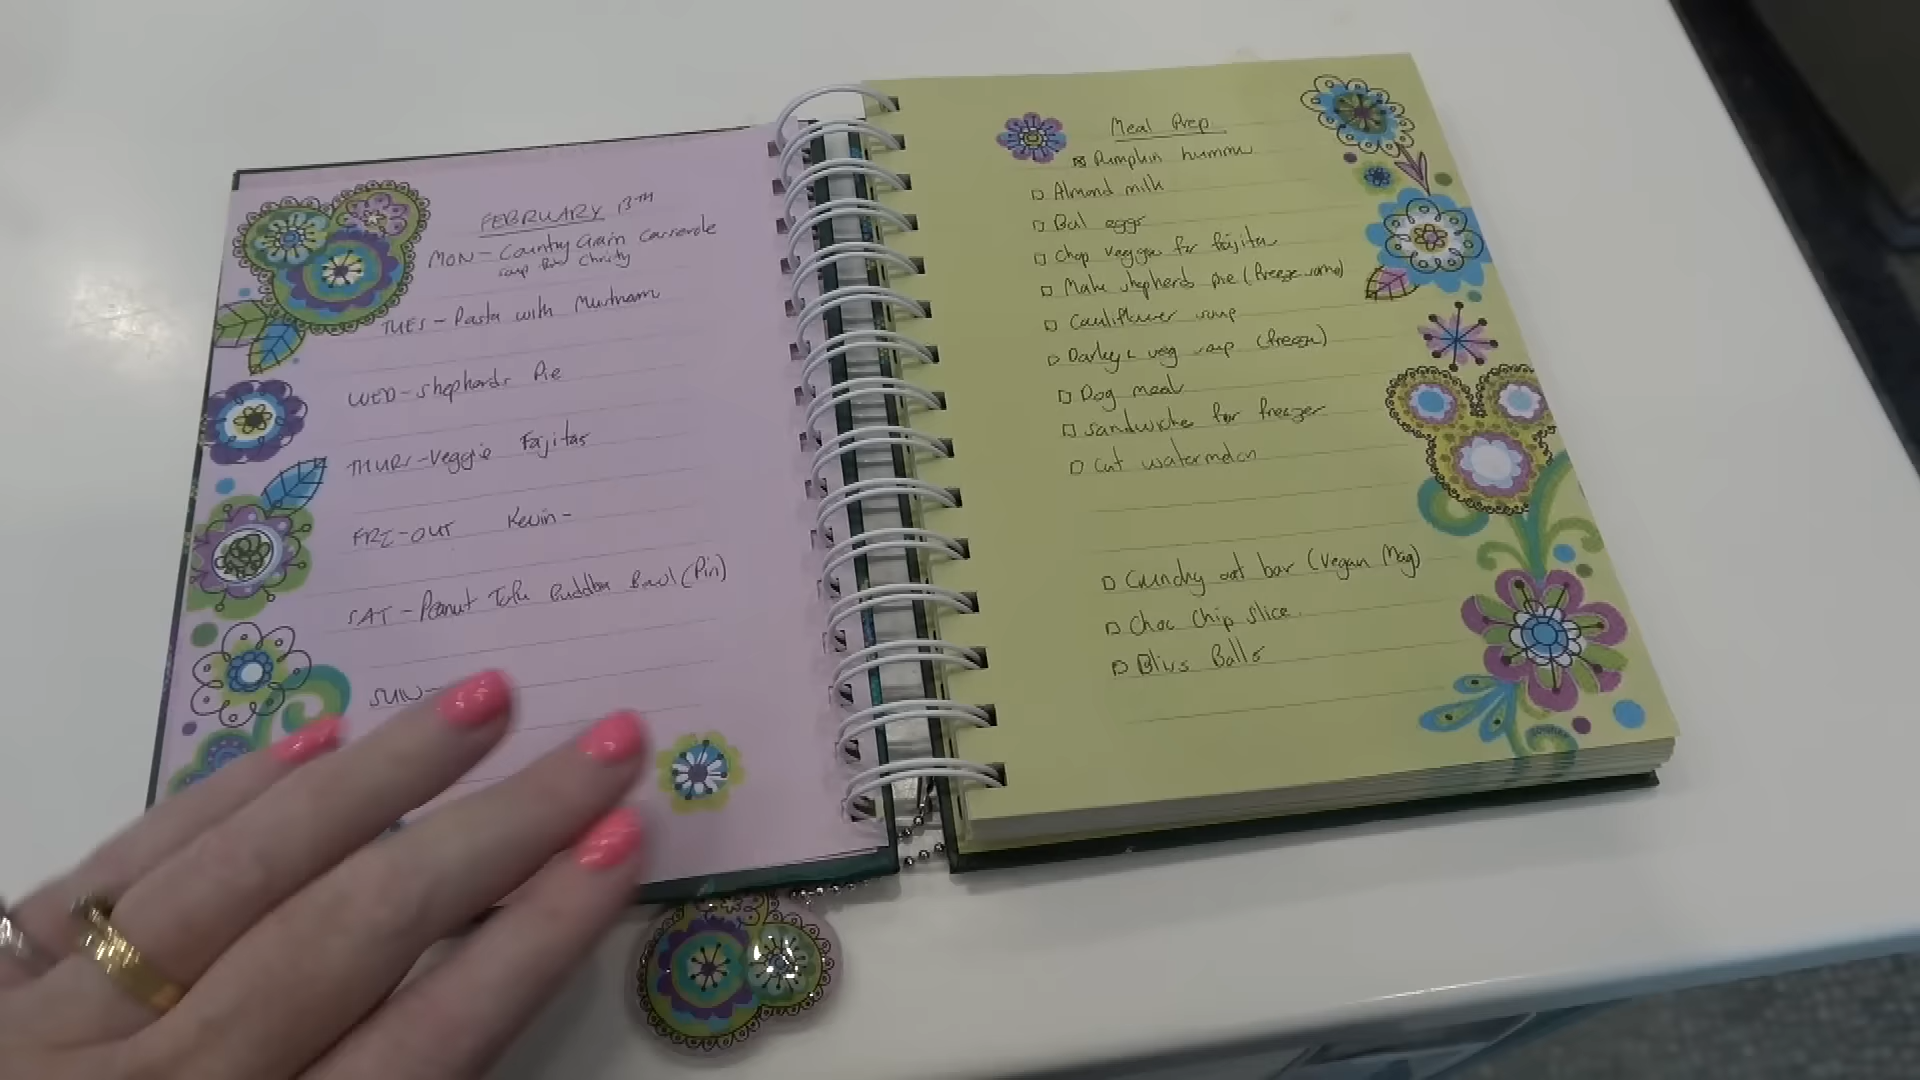 FEBRUARY 13TH
MON - Country Grain Casserole
soup for Christy
TUES - Pasta with Mushroom
WED - Shepherds Pie
THURS - Veggie Fajitas
FRI - OUT Kevin -
SAT - Peanut Tofu Buddha Bowl (Pin)
SUN -
Meal Prep
Pumpkin hummu
Almond milk
Boil eggs
Chop veggies for fajitas
Make shepherds pie (freeze some)
Cauliflower soup
Barley & veg soup (freeze)
Dog meal
Sandwiches for freezer
Cut watermelon
Crunchy oat bar (Vegan Mag)
Choc Chip Slice
Bliss Balls